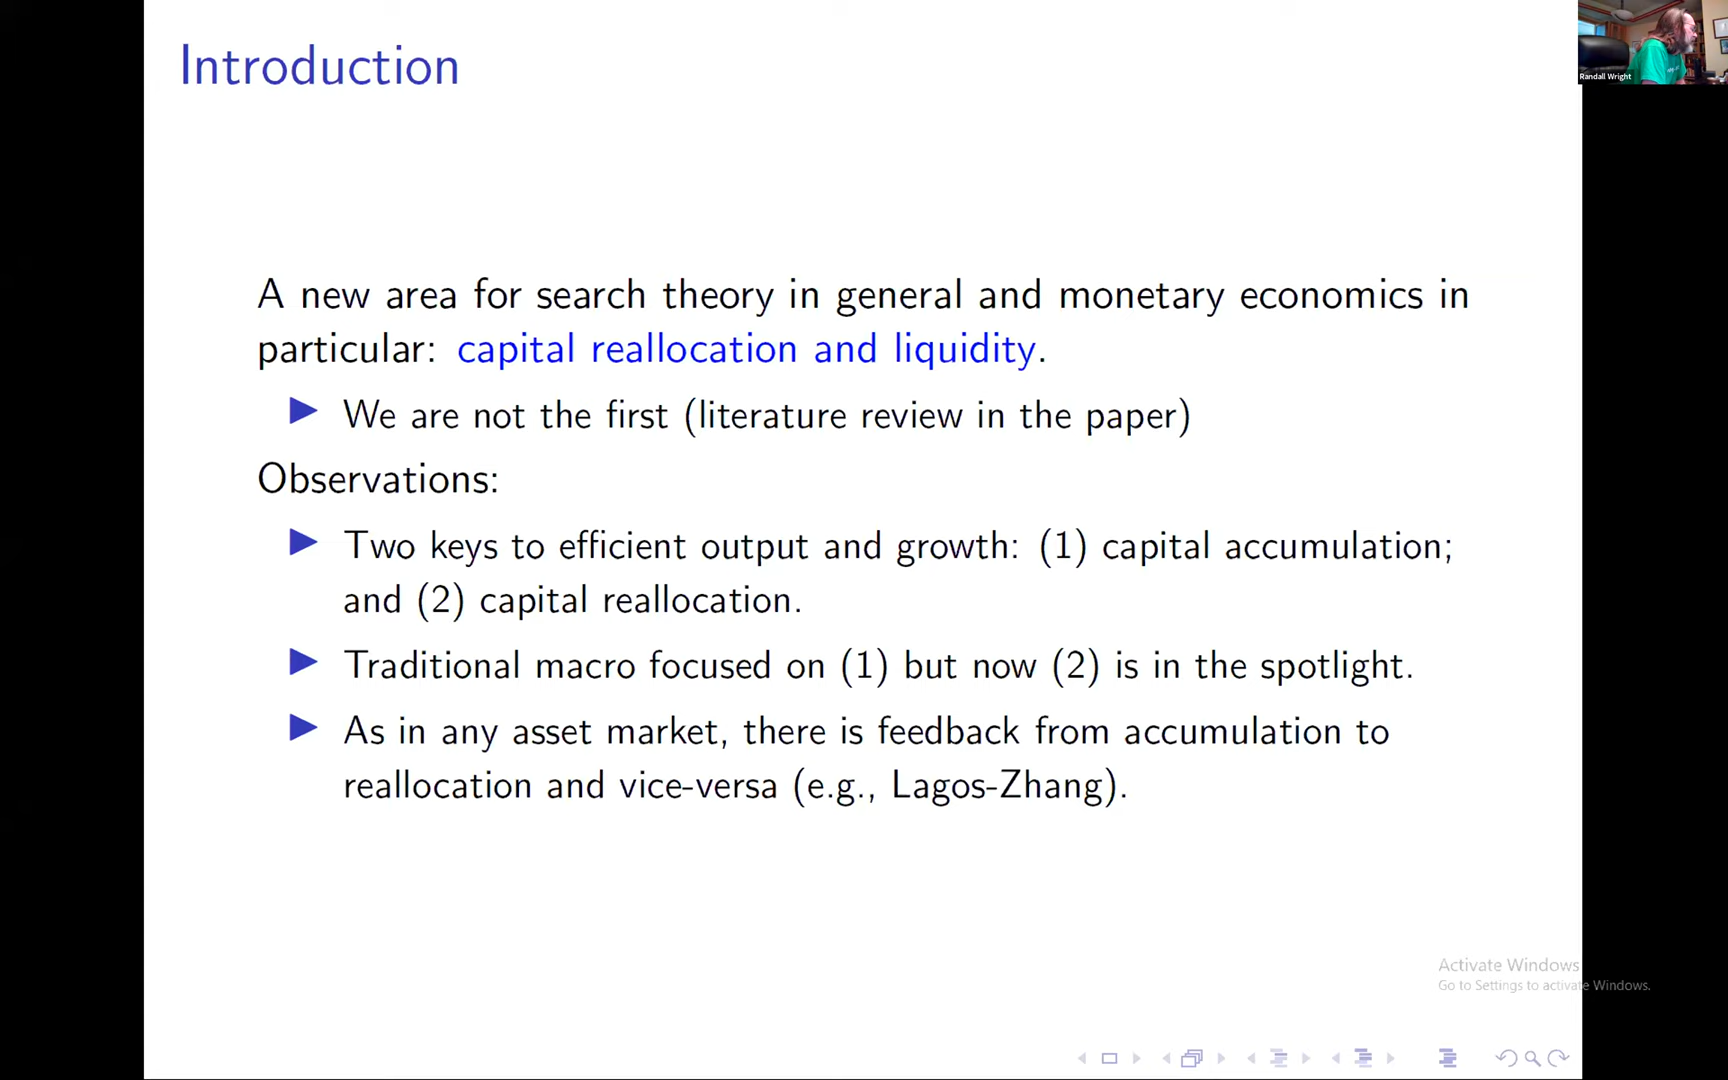 Introduction
Randall Wright
A new area for search theory in general and monetary economics in
particular: capital reallocation and liquidity.
We are not the first (literature review in the paper)
Observations:
Two keys to efficient output and growth: (1) capital accumulation;
and (2) capital reallocation.
Traditional macro focused on (1) but now (2) is in the spotlight.
As in any asset market, there is feedback from accumulation to
reallocation and vice-versa (e.g., Lagos-Zhang).
Activate Windows
Go to Settings to activate Windows.